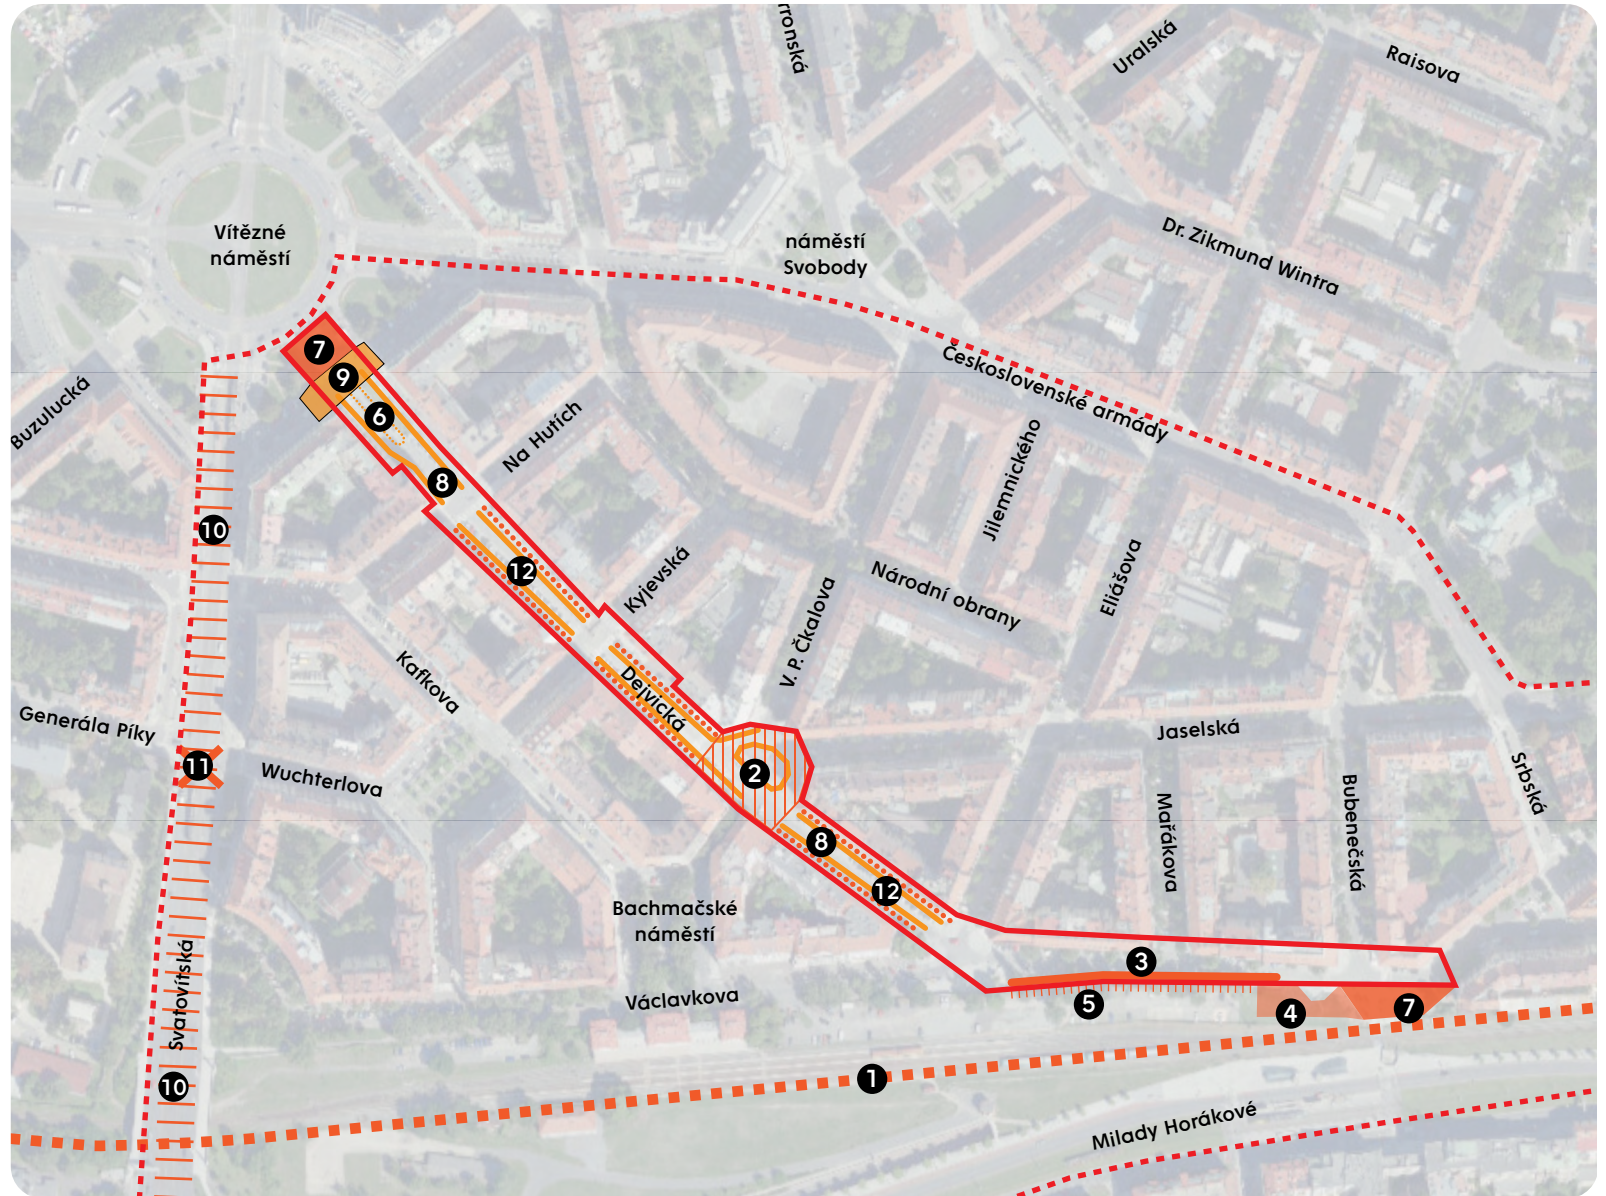 rronská
Uralská
Raisova
Vítězné
náměstí
náměstí
Svobody
Dr. Zikmund Wintra
7
9
6
Československé armády
Buzulucká
Na Hutích
8
Jilemnického
10
12
Kyjevská
Národní obrany
Eliášova
V. P. Čkalova
Kafkova
Dejvická
Generála Píky
11
Wuchterlova
2
Jaselská
Srbská
8
Mařákova
Bubenečská
12
Bachmačské
náměstí
Svatovítská
3
Václavkova
5
4
7
1
10
Milady Horákové